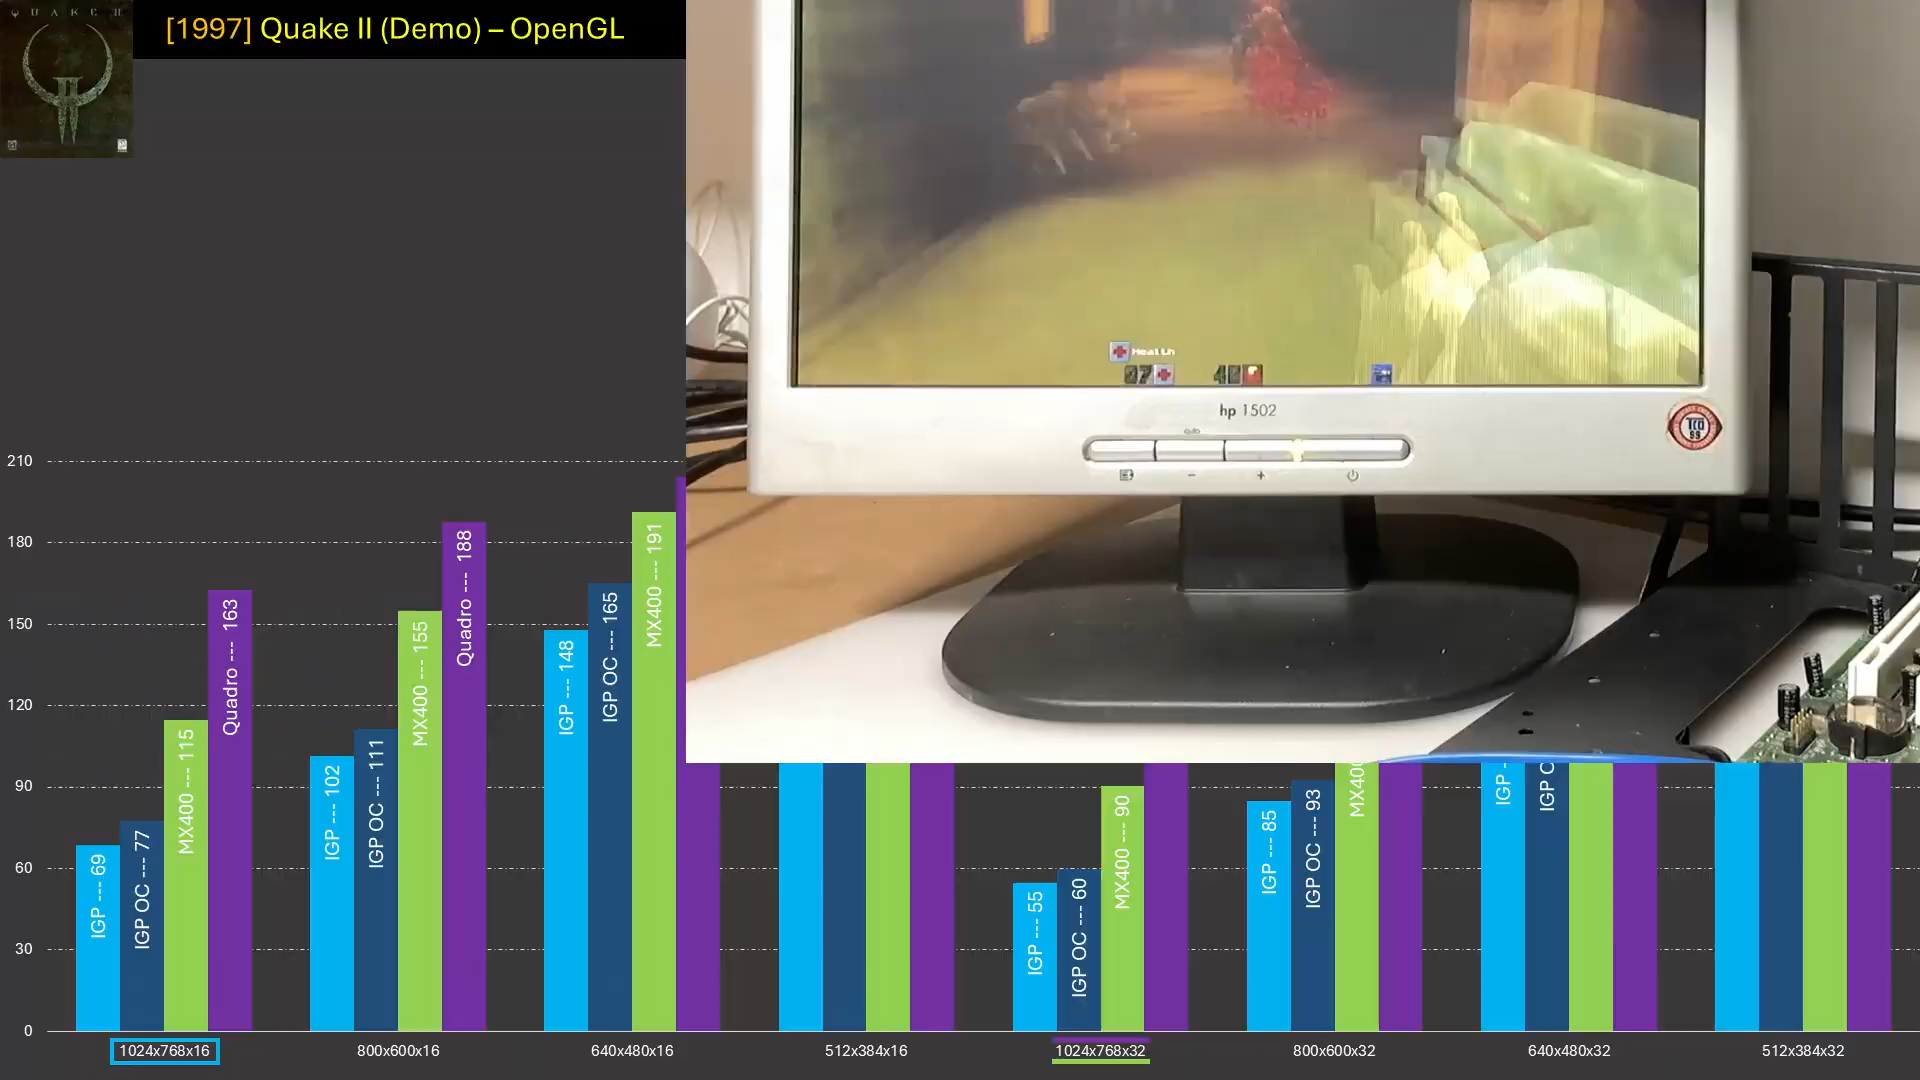 QUAKE II
[1997] Quake II (Demo) – OpenGL
Health
hp 1502
TCO
99
210
180
150
120
90
60
30
0
IGP --- 69
IGP OC --- 77
MX400 --- 115
Quadro --- 163
IGP --- 102
IGP OC --- 111
MX400 --- 155
Quadro --- 188
IGP --- 148
IGP OC --- 165
MX400 --- 191
IGP --- 55
IGP OC --- 60
MX400 --- 90
IGP --- 85
IGP OC --- 93
MX400
IGP -
IGP
1024x768x16
800x600x16
640x480x16
512x384x16
1024x768x32
800x600x32
640x480x32
512x384x32